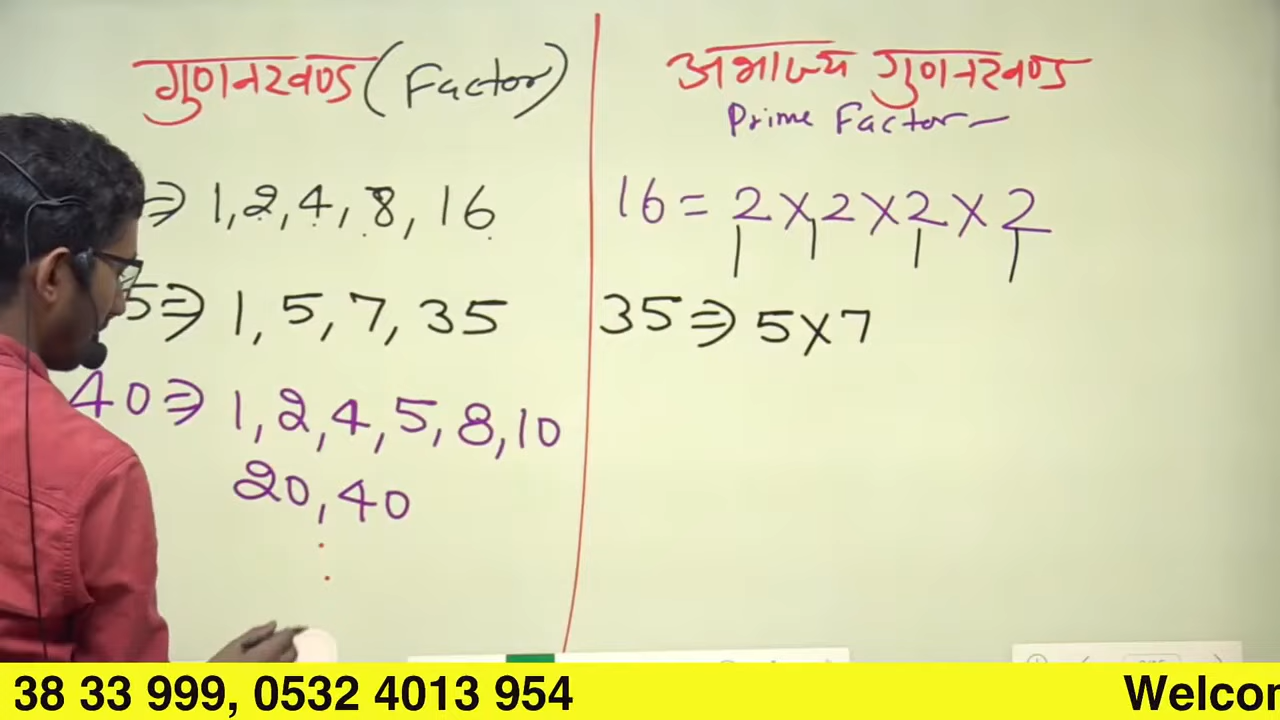 गुणनखण्ड (Factor)
⇒ 1, 2, 4, 8, 16
5 ⇒ 1, 5, 7, 35
40 ⇒ 1, 2, 4, 5, 8, 10
20, 40
अभाज्य गुणनखण्ड
Prime Factor -
16 = 2 × 2 × 2 × 2
35 ⇒ 5 × 7
38 33 999, 0532 4013 954
Welcor